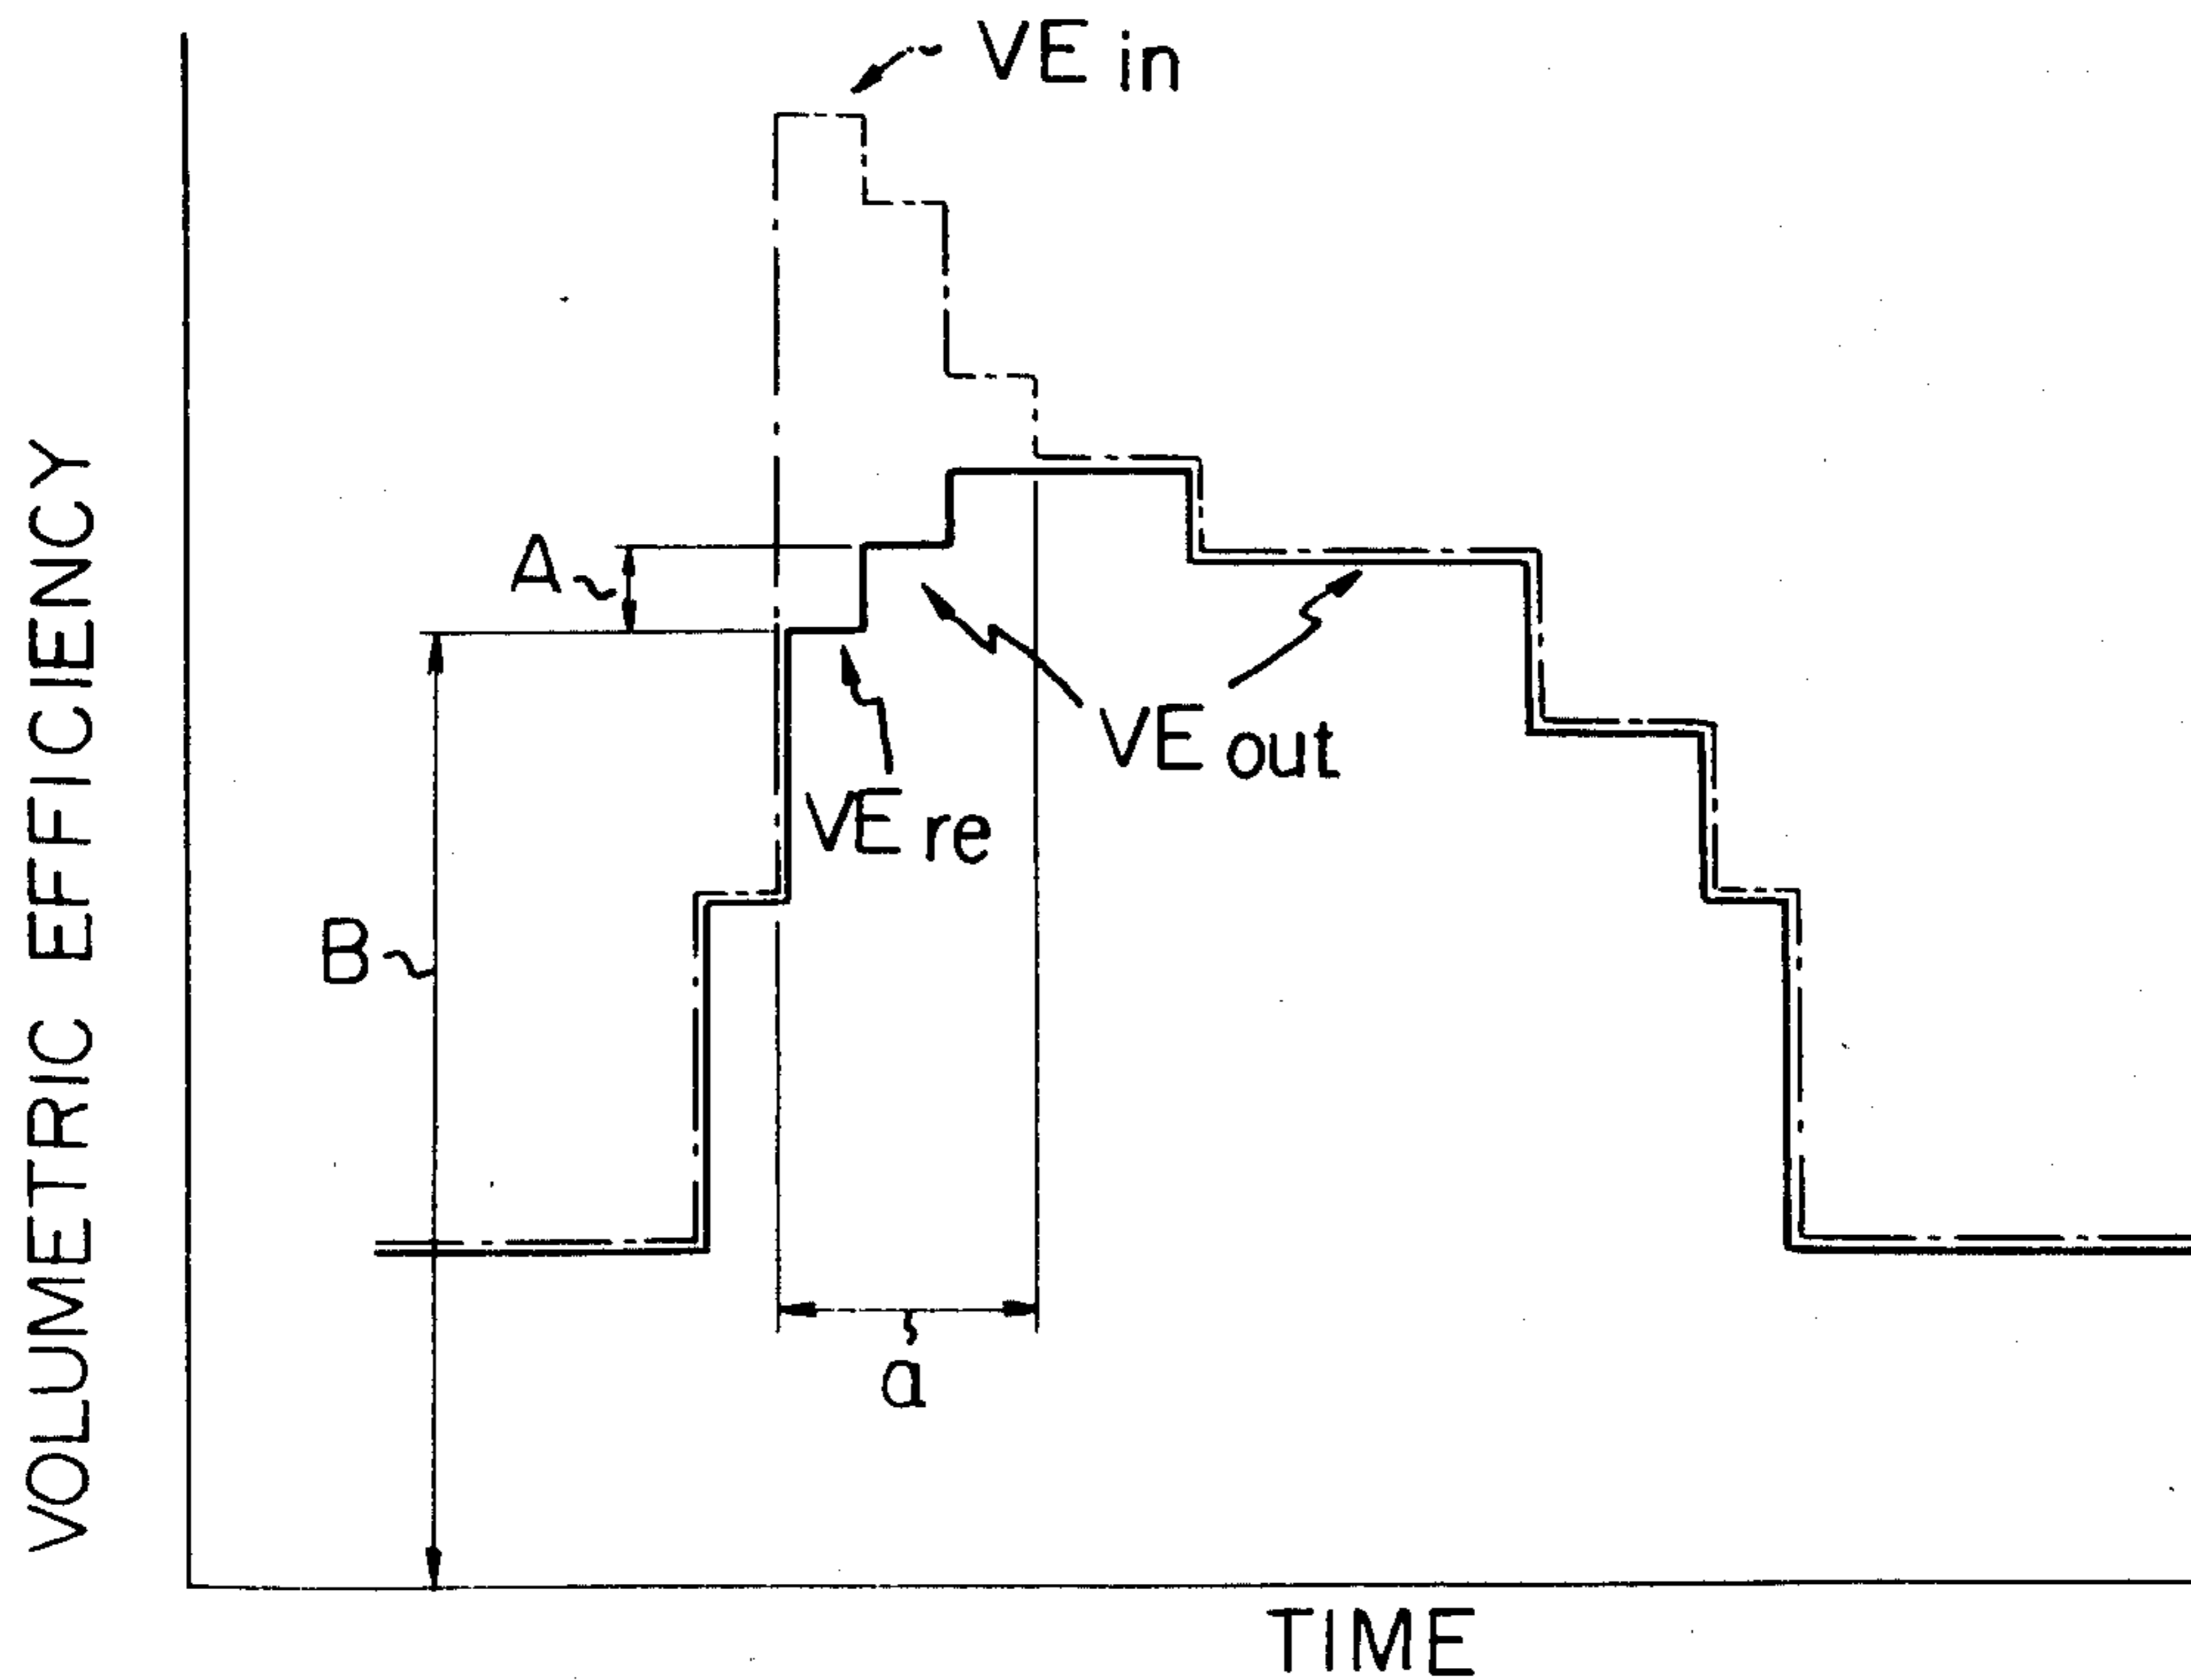 VE in
A
VE out
VE re
B
a
VOLUMETRIC EFFICIENCY
TIME